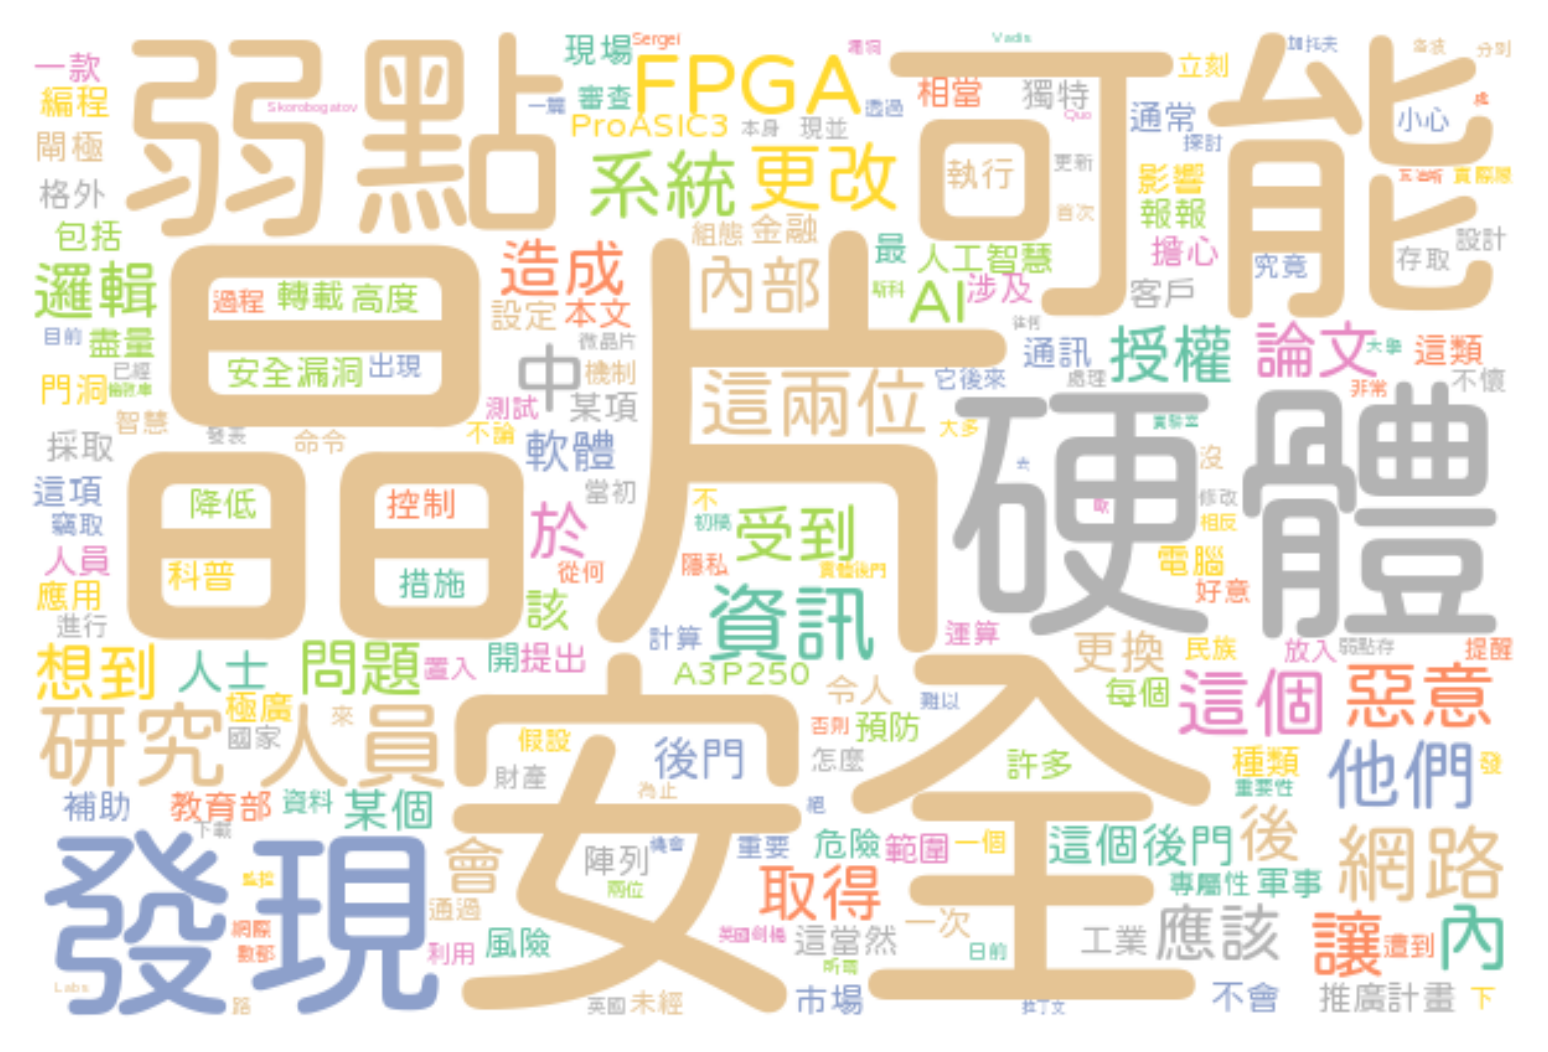 弱點
可能
晶片
硬體
安全
發現
一款
編程
閘極
格外
包括
邏輯
目前
盡量
已經
門洞
智慧
採取
這項
竊取
人員
應用
進行
想到
人士
問題
置入
開
提出
研究人員
極廣
國家
來
補助
教育部
資料
某個
下載
Skorobogatov
現場
Sergei
一篇
審查
FPGA
ProASIC3
本身
現並
透過
Vadis
相當
獨特
Quo
立刻
加扎夫
分到
通常
探討
小心
系統
更改
執行
更新
首次
影響
報報
擔心
究竟
設計
存取
客戶
實際隊
組態
金融
最
人工智慧
AI
涉及
斯科
內部
造成
設定
本文
微晶片
過程
轉載
高度
安全漏洞
出現
中
機制
某項
測試
不論
發表
命令
軟體
當初
這兩位
它後來
大多
通訊
處理
授權
論文
大學
這類
非常
不懷
實驗室
去
沒
修改
相反
電腦
好意
降低
控制
科普
措施
於
從何
該
不
初稿
受到
隱私
實體後門
資訊
計算
運算
A3P250
更換
民族
放入
弱點存
提醒
令人
難以
每個
這個
惡意
否則
預防
怎麼
假設
財產
後門
為止
許多
種類
重要性
他們
發
絕
會
陣列
機會
兩位
重要
危險
範圍
一個
這個後門
後
專屬性
軍事
網路
監控
網際
數部
通過
利用
風險
取得
英國劍橋
這當然
一次
日前
所謂
工業
應該
讓
遭到
內
Labs
路
英國
未經
市場
拉丁文
不會
推廣計畫
下